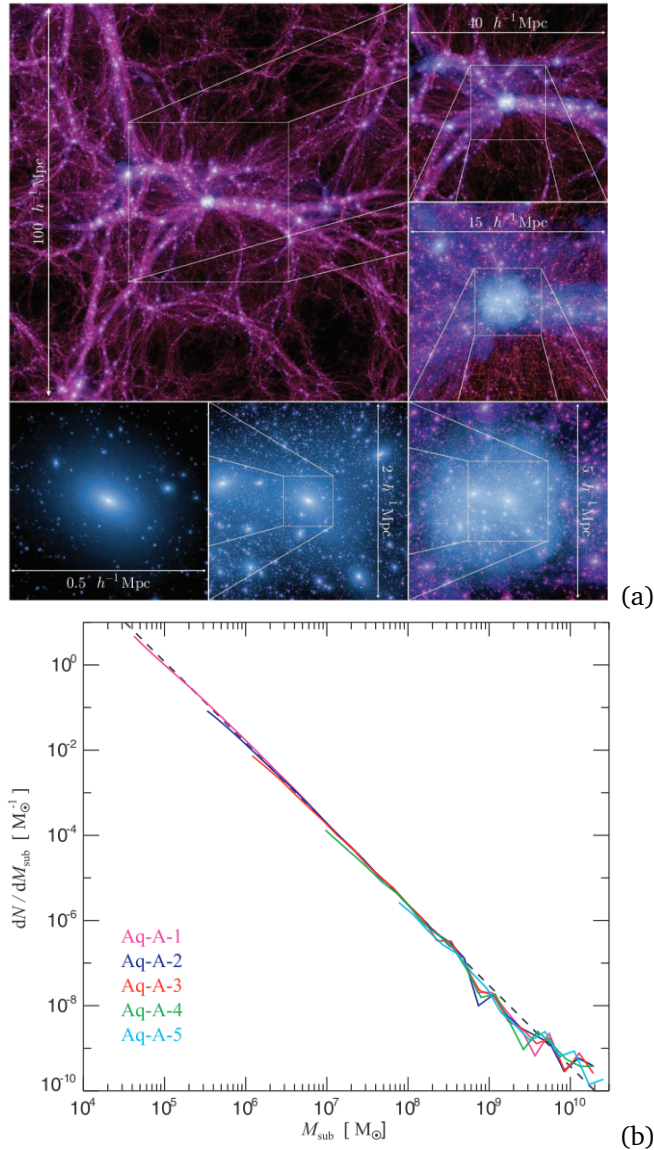 100 h⁻¹ Mpc
40 h⁻¹ Mpc
15 h⁻¹ Mpc
0.5 h⁻¹ Mpc
2 h⁻¹ Mpc
5 h⁻¹ Mpc
(a)
10⁰
10⁻²
10⁻⁴
10⁻⁶
10⁻⁸
10⁻¹⁰
dN / dM_sub [ M_⊙⁻¹ ]
Aq-A-1
Aq-A-2
Aq-A-3
Aq-A-4
Aq-A-5
10⁴ 10⁵ 10⁶ 10⁷ 10⁸ 10⁹ 10¹⁰
M_sub [ M_⊙ ]
(b)